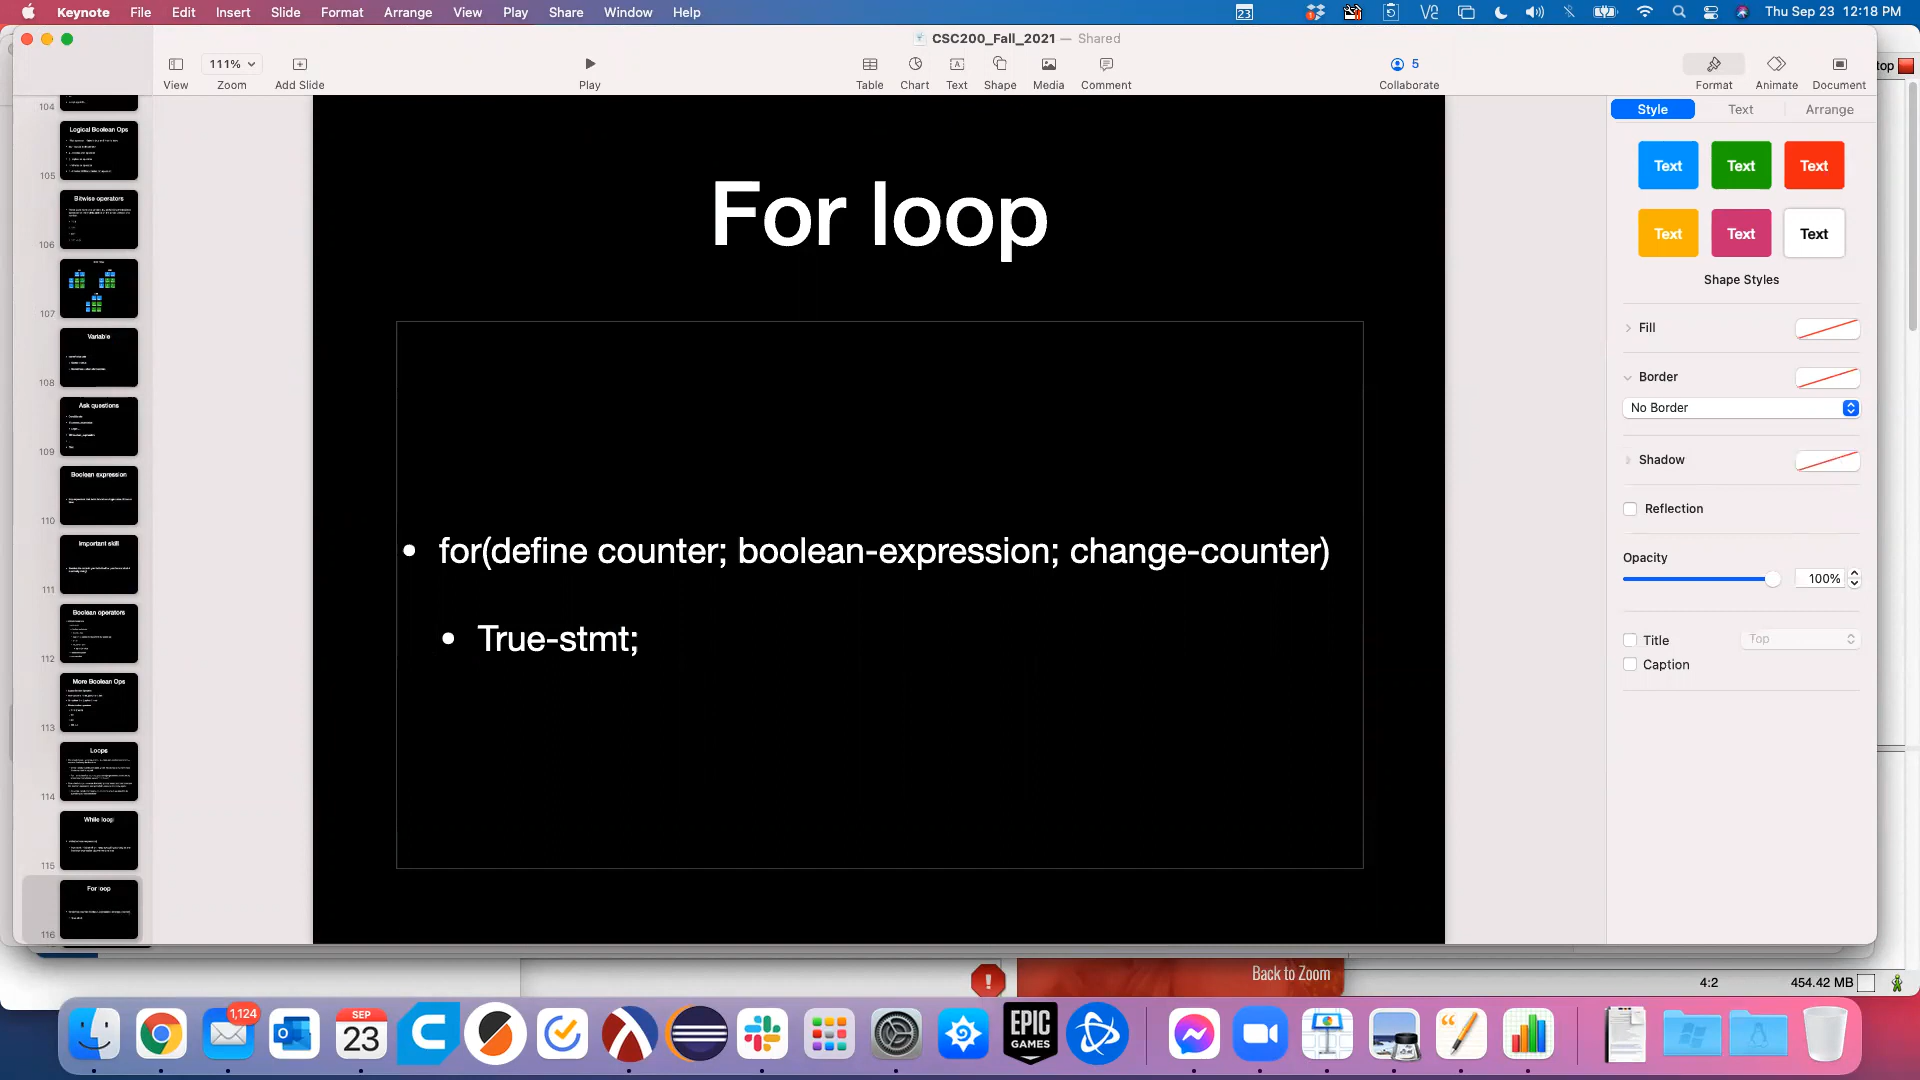 Keynote File Edit Insert Slide Format Arrange View Play Share Window Help
23
Thu Sep 23 12:18 PM
CSC200_Fall_2021 — Shared
111%
5
top
View Zoom Add Slide Play Table Chart Text Shape Media Comment Collaborate Format Animate Document
Style Text Arrange
104
Logical Boolean Ops
105
Bitwise operators
106
107
Variable
108
Ask questions
109
Boolean expression
110
Important skill
111
Boolean operators
112
More Boolean Ops
113
Loops
114
While loop
115
For loop
116
For loop
• for(define counter; boolean-expression; change-counter)
• True-stmt;
Text Text Text
Text Text Text
Shape Styles
Fill
Border
No Border
Shadow
Reflection
Opacity
100%
Title
Top
Caption
Back to Zoom
4:2
454.42 MB
1,124
SEP
23
EPIC
GAMES